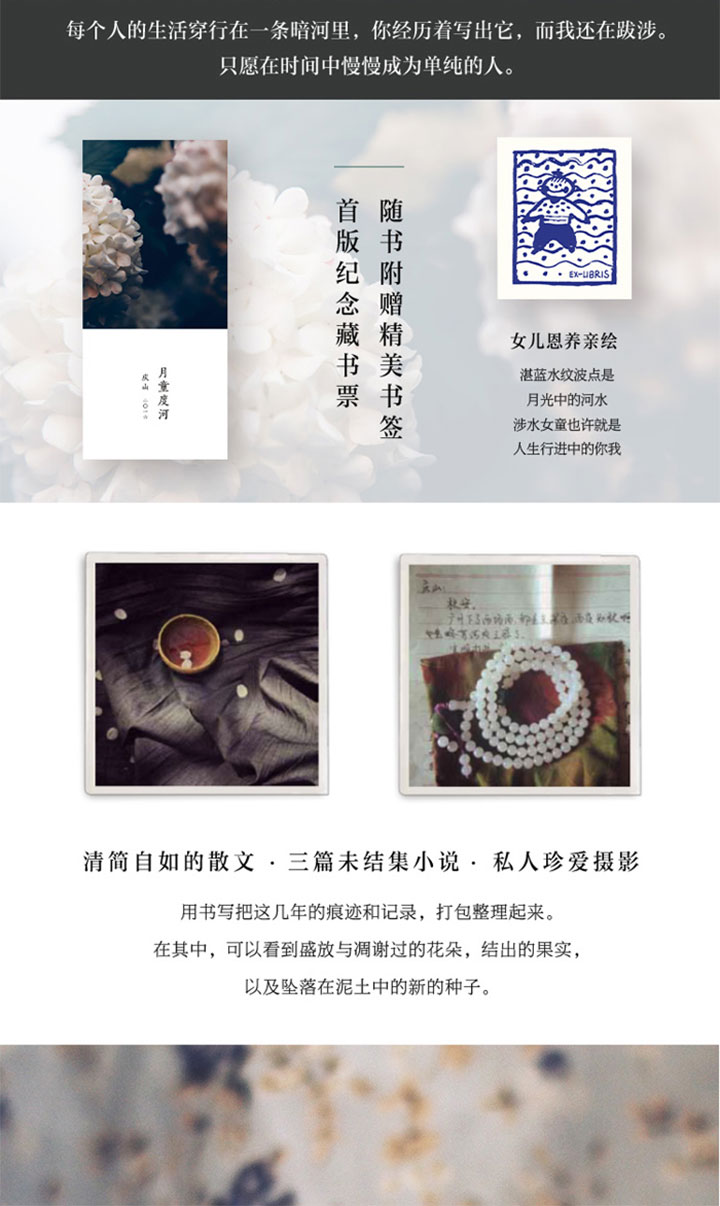 每个人的生活穿行在一条暗河里，你经历着写出它，而我还在跋涉。
只愿在时间中慢慢成为单纯的人。
随书附赠精美书签
首版纪念藏书票
月童度河
庆山 二〇一六
EX-LIBRIS
女儿恩养亲绘
湛蓝水纹波点是
月光中的河水
涉水女童也许就是
人生行进中的你我
庆山：
秋安。
清简自如的散文 · 三篇未结集小说 · 私人珍爱摄影
用书写把这几年的痕迹和记录，打包整理起来。
在其中，可以看到盛放与凋谢过的花朵，结出的果实，
以及坠落在泥土中的新的种子。